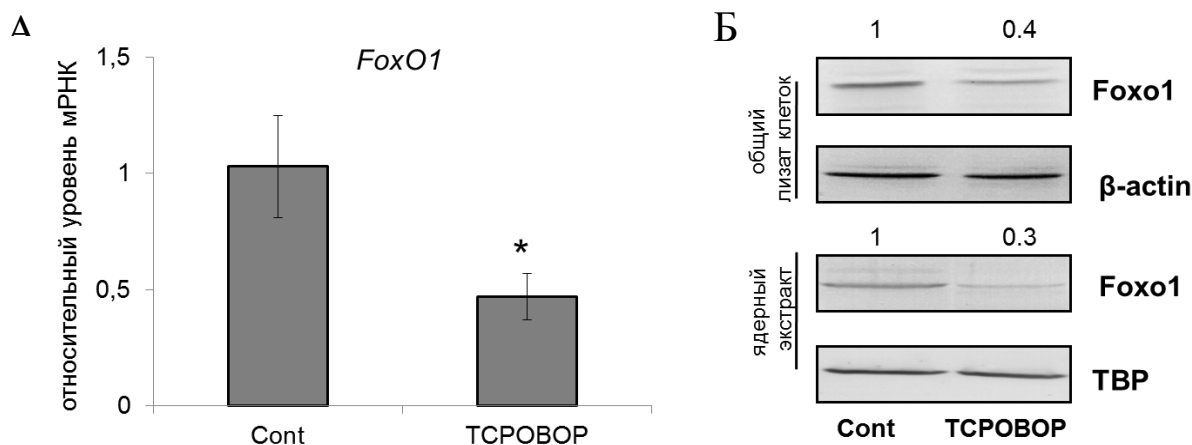 Δ
FoxO1
относительный уровень мРНК
1,5
1
0,5
0
*
Cont
TCPOBOP
Б
1
0.4
общий
лизат клеток
Foxo1
β-actin
1
0.3
ядерный
экстракт
Foxo1
TBP
Cont
TCPOBOP